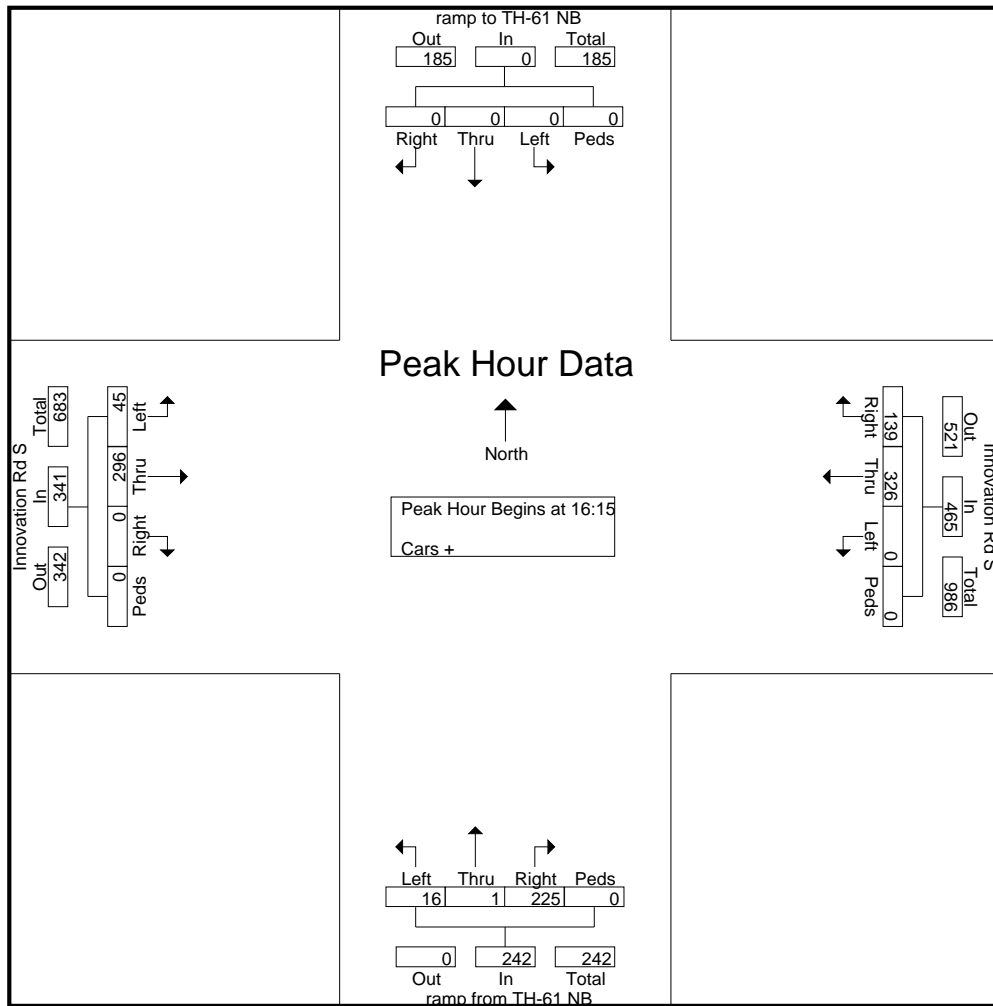 ramp to TH-61 NB
Out In Total
185 0 185
0 0 0 0
Right Thru Left Peds
Peak Hour Data
North
Peak Hour Begins at 16:15
Cars +
Innovation Rd S
Total In Out
683 341 342
45 296 0 0
Left Thru Right Peds
Right Thru Left Peds
139 326 0 0
521 465 986
Out In Total
Innovation Rd S
Left Thru Right Peds
16 1 225 0
0 242 242
Out In Total
ramp from TH-61 NB